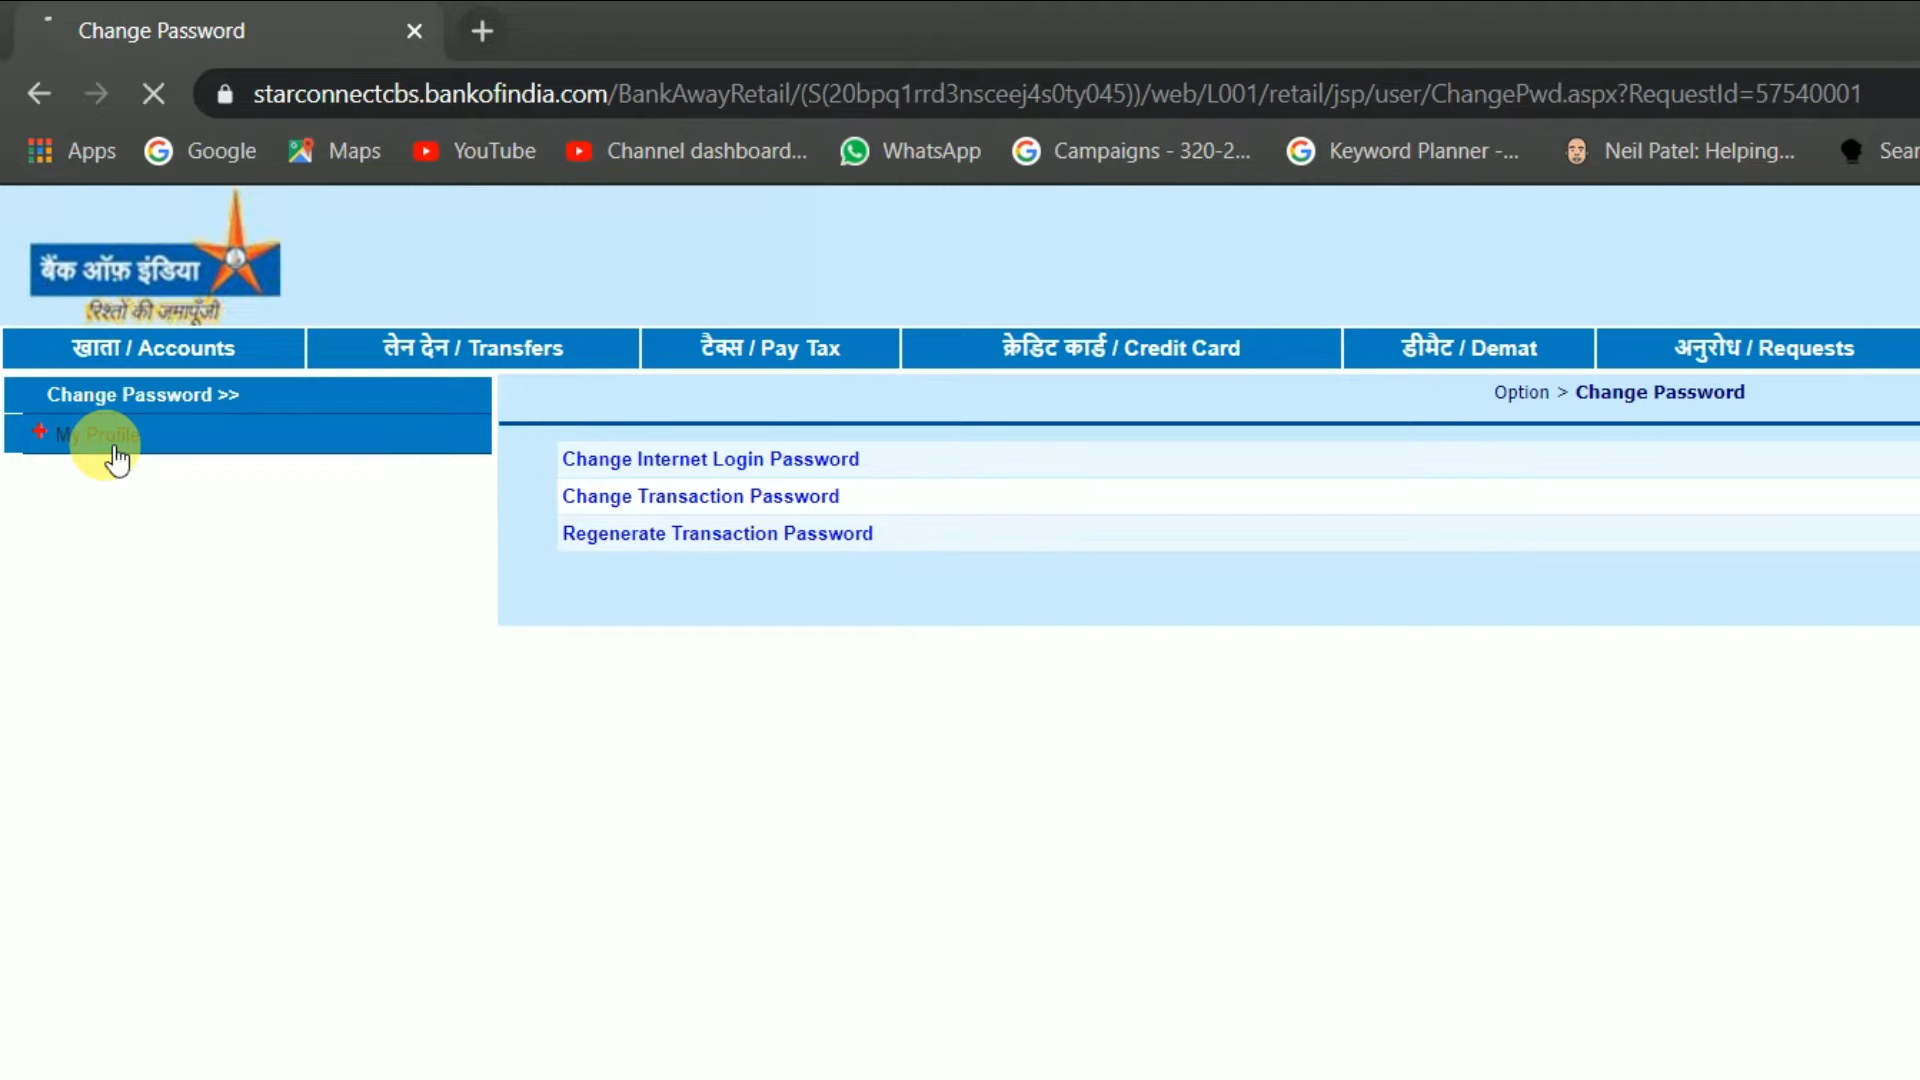 Change Password
starconnectcbs.bankofindia.com/BankAwayRetail/(S(20bpq1rrd3nsceej4s0ty045))/web/L001/retail/jsp/user/ChangePwd.aspx?RequestId=57540001
Apps Google Maps YouTube Channel dashboard... WhatsApp Campaigns - 320-2... Keyword Planner -... Neil Patel: Helping... Sear
बैंक ऑफ़ इंडिया
रिश्तों की जमापूँजी
खाता / Accounts लेन देन / Transfers टैक्स / Pay Tax क्रेडिट कार्ड / Credit Card डीमैट / Demat अनुरोध / Requests
Change Password >>
My Profile
Option > Change Password
Change Internet Login Password
Change Transaction Password
Regenerate Transaction Password